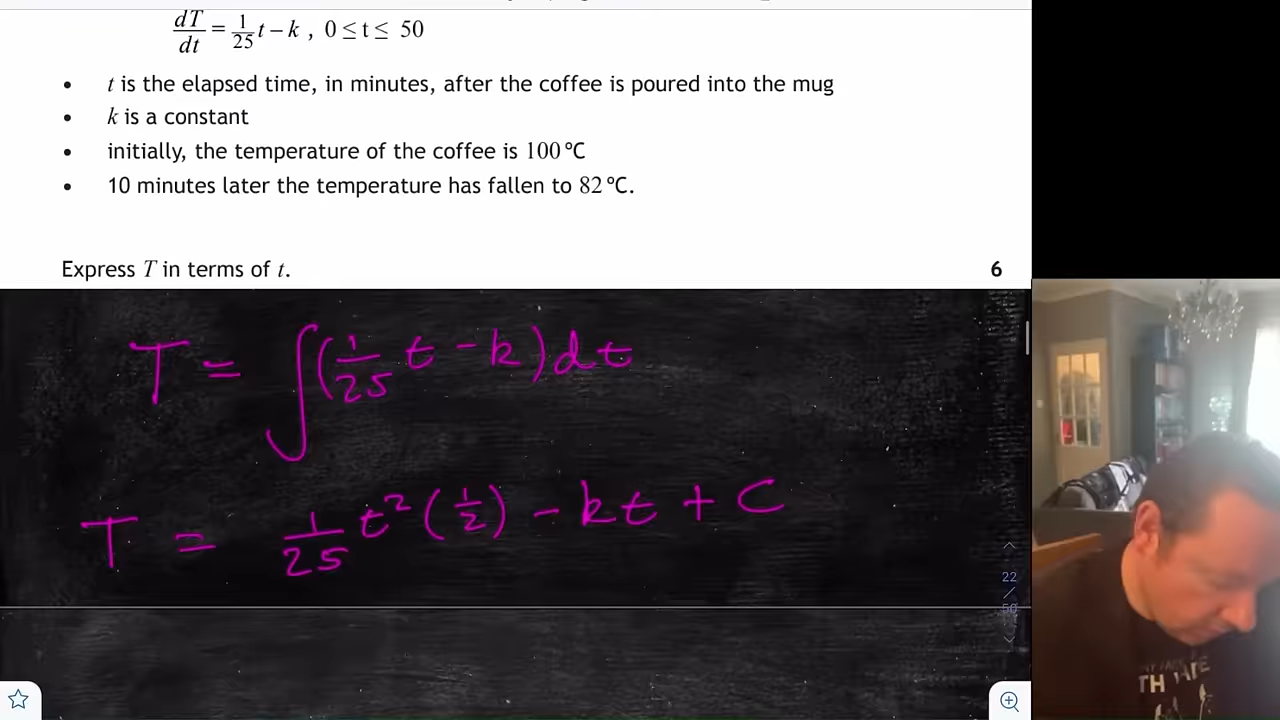 dT/dt = 1/25 t – k , 0 ≤ t ≤ 50
• t is the elapsed time, in minutes, after the coffee is poured into the mug
• k is a constant
• initially, the temperature of the coffee is 100 °C
• 10 minutes later the temperature has fallen to 82 °C.
Express T in terms of t. 6
T = ∫(1/25 t - k)dt
T = 1/25 t²(1/2) - kt + C
22
/
50